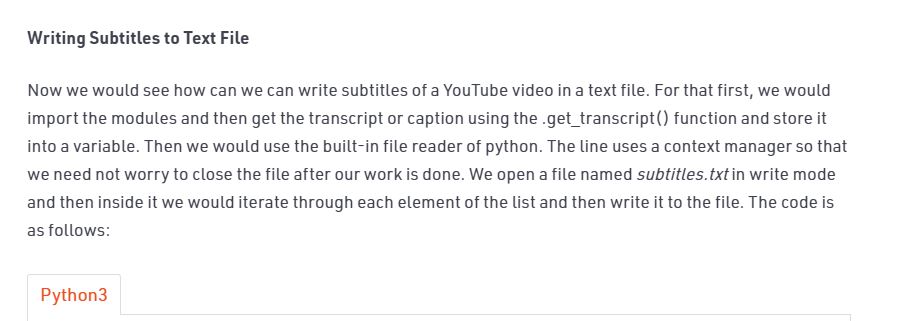 Writing Subtitles to Text File
Now we would see how can we can write subtitles of a YouTube video in a text file. For that first, we would
import the modules and then get the transcript or caption using the .get_transcript() function and store it
into a variable. Then we would use the built-in file reader of python. The line uses a context manager so that
we need not worry to close the file after our work is done. We open a file named subtitles.txt in write mode
and then inside it we would iterate through each element of the list and then write it to the file. The code is
as follows:
Python3